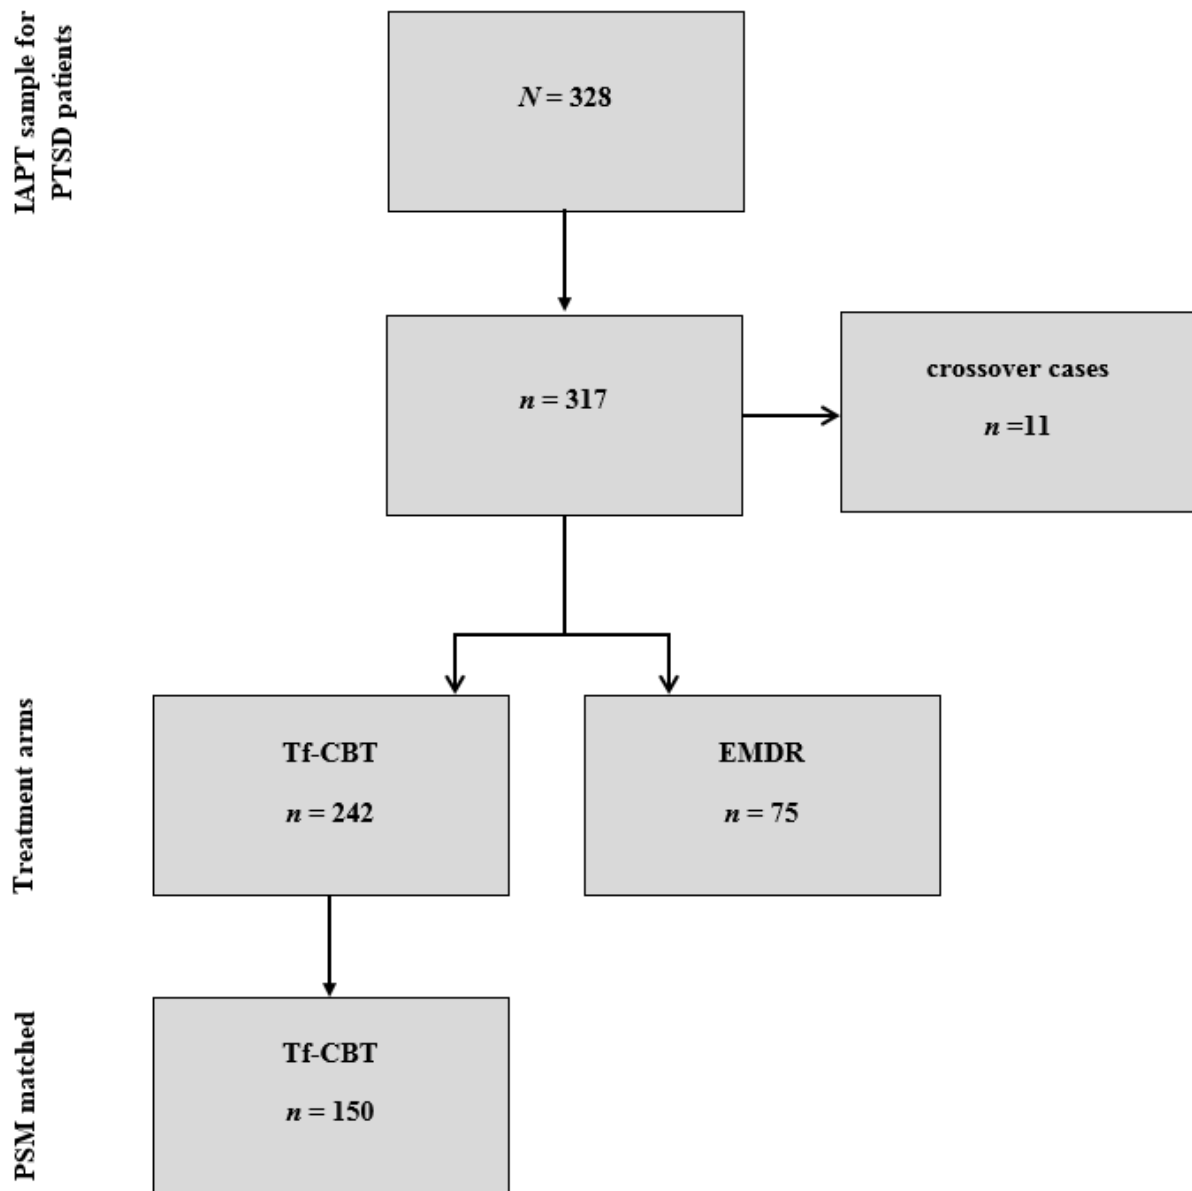 IAPT sample for
PTSD patients
N = 328
n = 317
crossover cases
n =11
Treatment arms
Tf-CBT
n = 242
EMDR
n = 75
PSM matched
Tf-CBT
n = 150